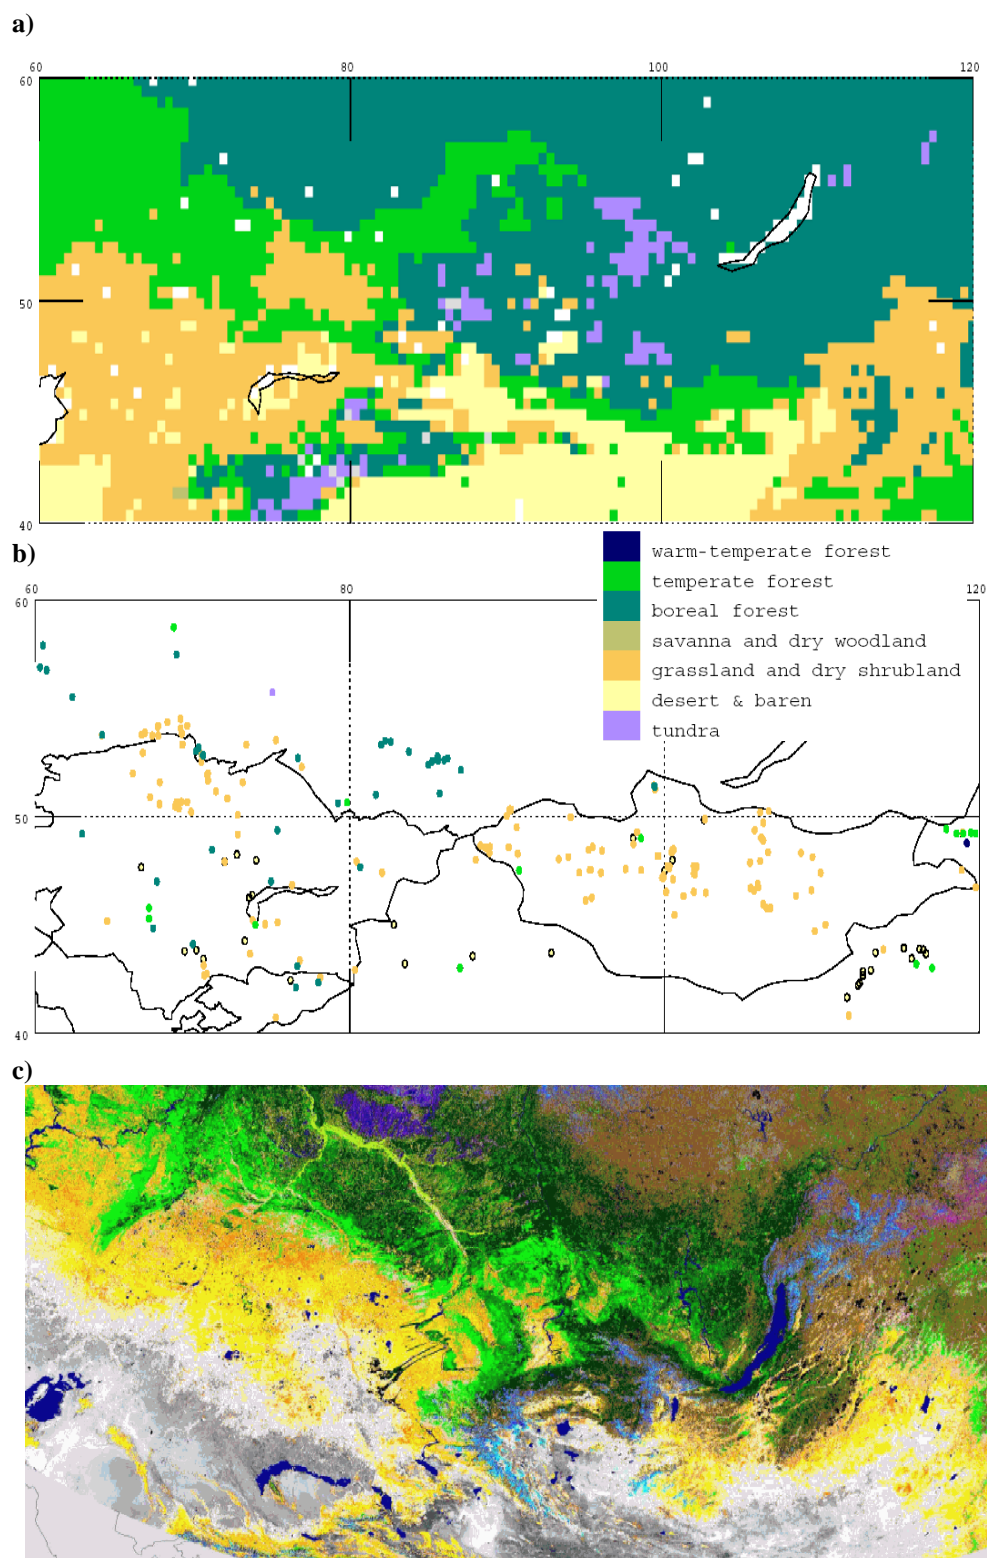 a)
60 80 100 120
60
50
40
b)
warm-temperate forest
60 80 120
temperate forest
60
boreal forest
savanna and dry woodland
grassland and dry shrubland
desert & baren
tundra
50
40
c)